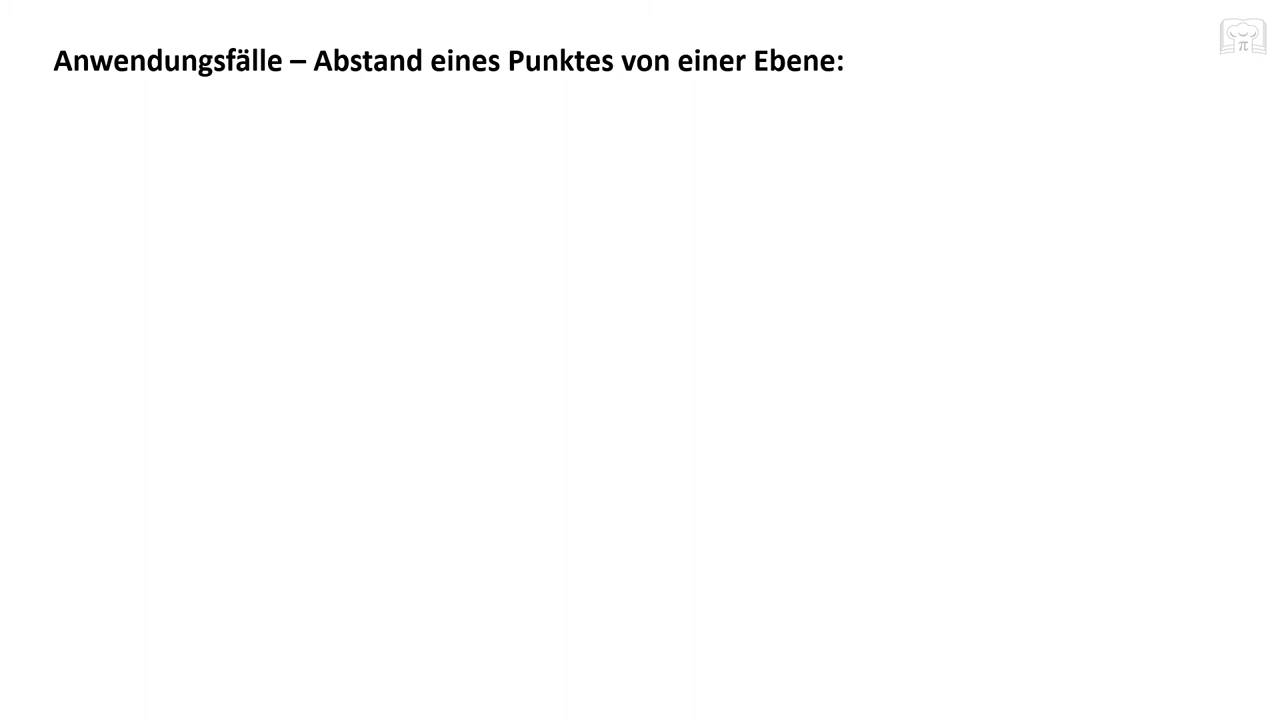 Anwendungsfälle – Abstand eines Punktes von einer Ebene:
π